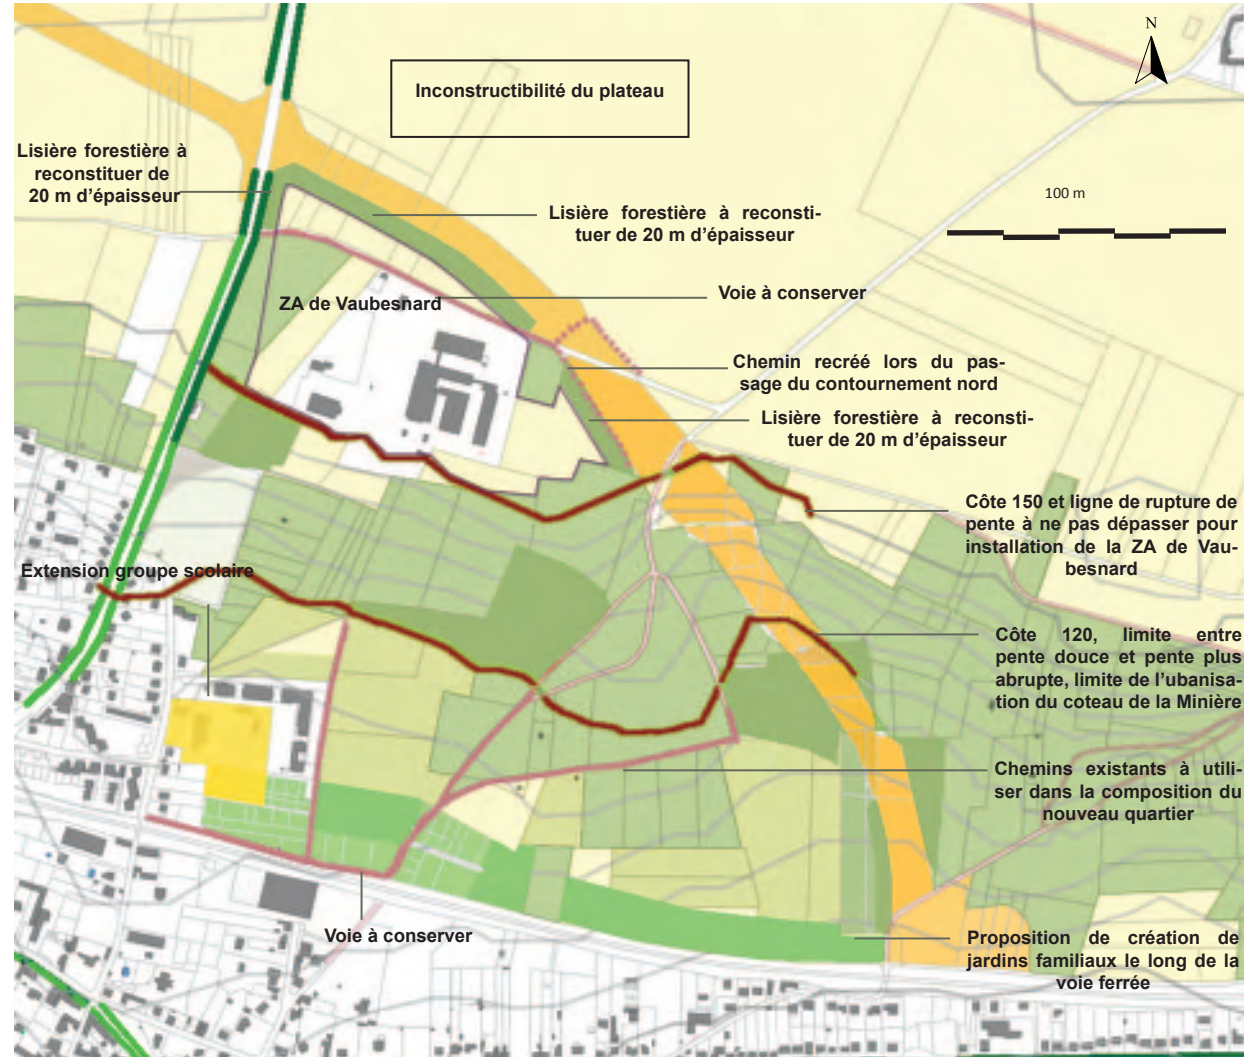 N
Inconstructibilité du plateau
Lisière forestière à
reconstituer de
20 m d'épaisseur
100 m
Lisière forestière à reconsti-
tuer de 20 m d'épaisseur
ZA de Vaubesnard
Voie à conserver
Chemin recréé lors du pas-
sage du contournement nord
Lisière forestière à reconsti-
tuer de 20 m d'épaisseur
Côte 150 et ligne de rupture de
pente à ne pas dépasser pour
installation de la ZA de Vau-
besnard
Extension groupe scolaire
Côte 120, limite entre
pente douce et pente plus
abrupte, limite de l'ubanisa-
tion du coteau de la Minière
Chemins existants à utili-
ser dans la composition du
nouveau quartier
Voie à conserver
Proposition de création de
jardins familiaux le long de la
voie ferrée